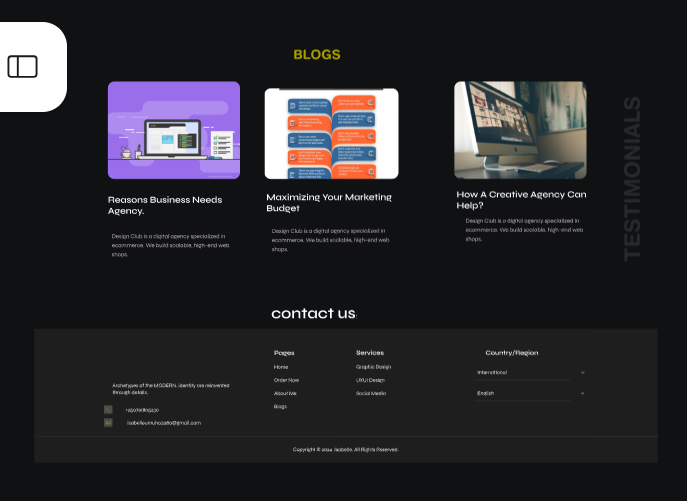 BLOGS
TESTIMONIALS
Reasons Business Needs
Agency.
Design Club is a digital agency specialized in
ecommerce. We build scalable, high-end web
shops.
Maximizing Your Marketing
Budget
Design Club is a digital agency specialized in
ecommerce. We build scalable, high-end web
shops.
How A Creative Agency Can
Help?
Design Club is a digital agency specialized in
ecommerce. We build scalable, high-end web
shops.
contact us
Archetypes of the MODERN. identity are reinvented
through details.
Pages
Home
Order Now
About Me
Blogs
Services
Graphic Design
UX/UI Design
Social Media
Country/Region
International
English
Copyright © 2024. Isabelle. All Rights Reserved.